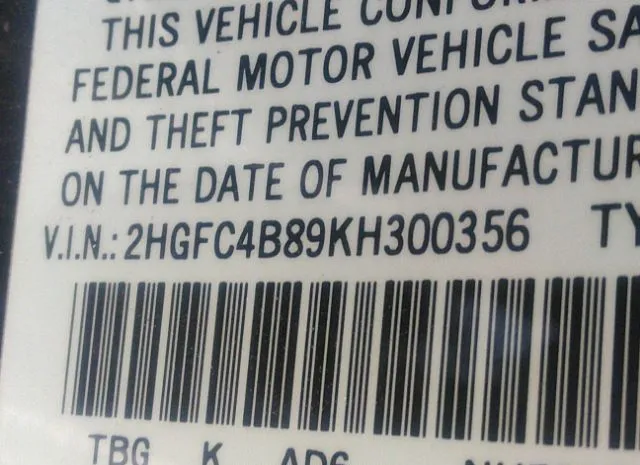 THIS VEHICLE
FEDERAL MOTOR VEHICLE
AND THEFT PREVENTION
ON THE DATE OF
V.I.N.: 2HGFC4B89KH300356
TBG K